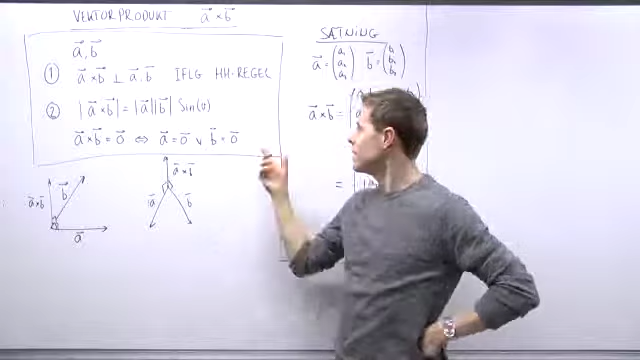 VEKTORPRODUKT a⃗×b⃗
a⃗, b⃗
① a⃗×b⃗ ⊥ a⃗, b⃗ IFLG HH-REGEL
② |a⃗×b⃗| = |a⃗||b⃗| Sin(v)
a⃗×b⃗ = 0⃗ ⇔ a⃗ = 0⃗ ∨ b⃗ = 0⃗
a⃗×b⃗ b⃗ a⃗
a⃗×b⃗ a⃗ b⃗
SÆTNING
a⃗ = (a₁ a₂ a₃) b⃗ = (b₁ b₂ b₃)
a⃗×b⃗ =
=